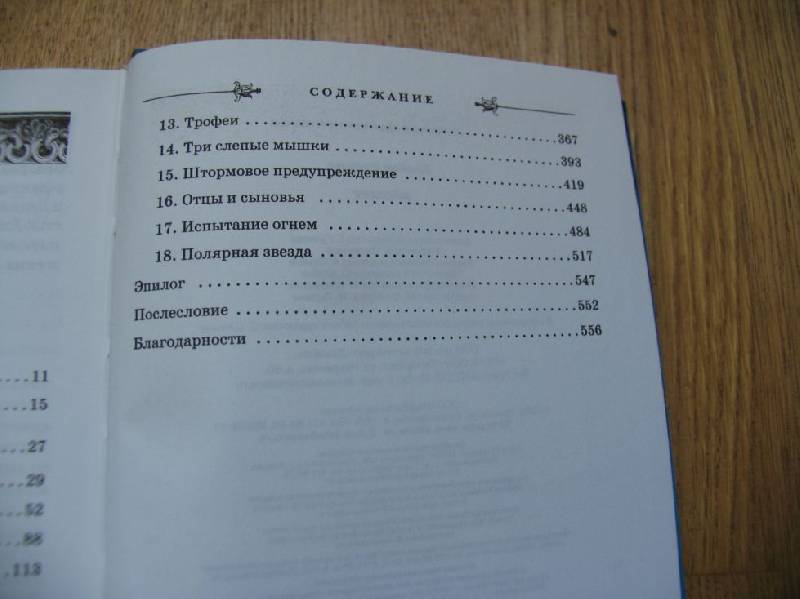 ....11
....15
...27
...29
....52
...88
..113
СОДЕРЖАНИЕ
13. Трофеи ........................................367
14. Три слепые мышки ..............................393
15. Штормовое предупреждение ....................419
16. Отцы и сыновья ..............................448
17. Испытание огнем ..............................484
18. Полярная звезда ..............................517
Эпилог ........................................547
Послесловие ........................................552
Благодарности ........................................556